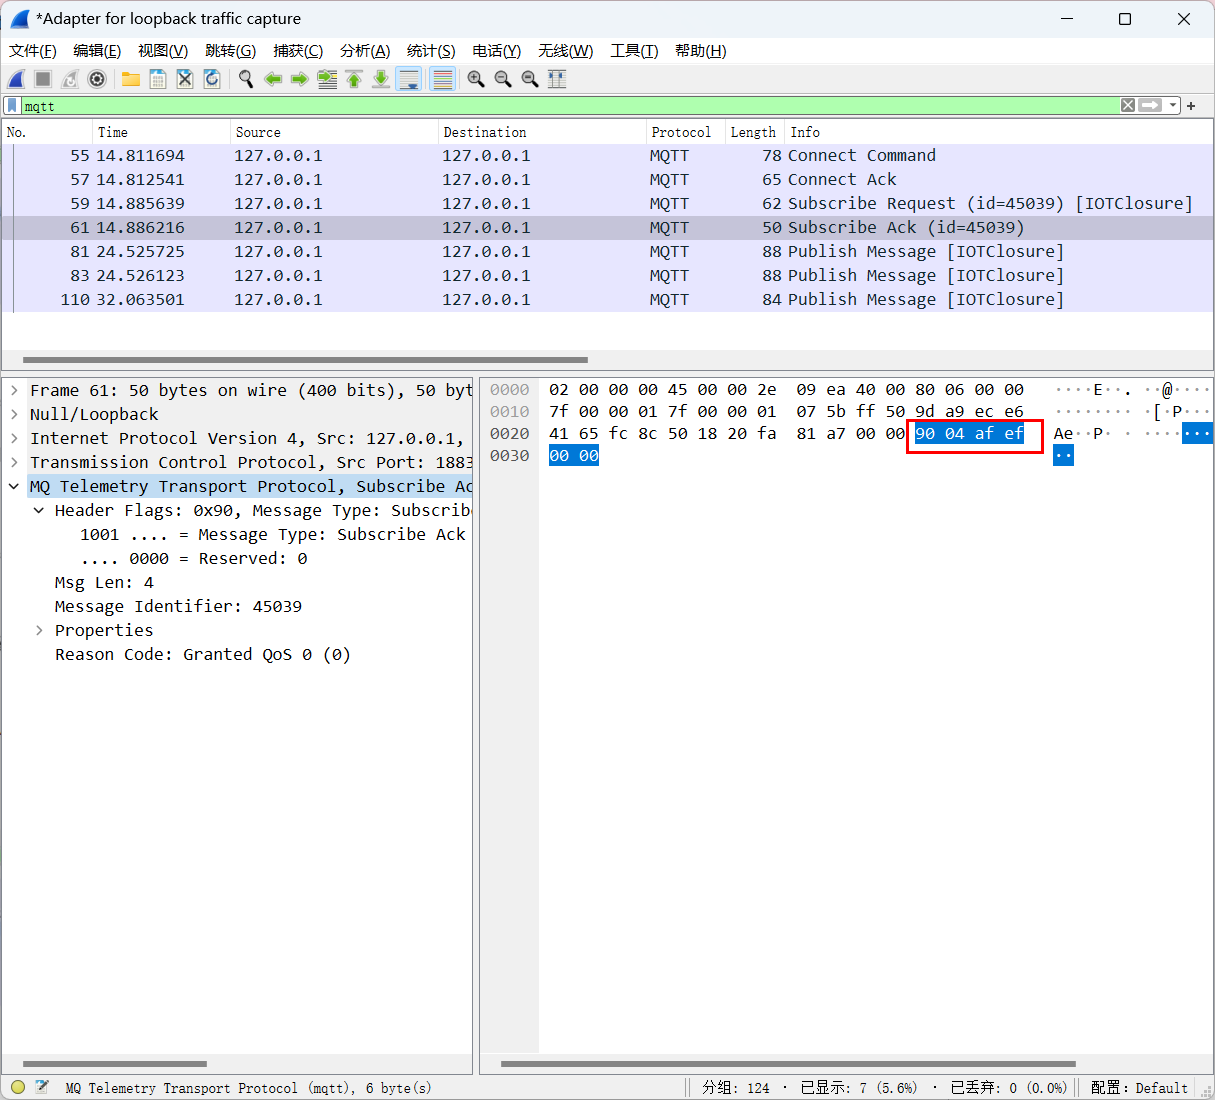 *Adapter for loopback traffic capture
文件(F) 编辑(E) 视图(V) 跳转(G) 捕获(C) 分析(A) 统计(S) 电话(Y) 无线(W) 工具(T) 帮助(H)
mqtt
No. Time Source Destination Protocol Length Info
55 14.811694 127.0.0.1 127.0.0.1 MQTT 78 Connect Command
57 14.812541 127.0.0.1 127.0.0.1 MQTT 65 Connect Ack
59 14.885639 127.0.0.1 127.0.0.1 MQTT 62 Subscribe Request (id=45039) [IOTClosure]
61 14.886216 127.0.0.1 127.0.0.1 MQTT 50 Subscribe Ack (id=45039)
81 24.525725 127.0.0.1 127.0.0.1 MQTT 88 Publish Message [IOTClosure]
83 24.526123 127.0.0.1 127.0.0.1 MQTT 88 Publish Message [IOTClosure]
110 32.063501 127.0.0.1 127.0.0.1 MQTT 84 Publish Message [IOTClosure]
Frame 61: 50 bytes on wire (400 bits), 50 byt
Null/Loopback
Internet Protocol Version 4, Src: 127.0.0.1,
Transmission Control Protocol, Src Port: 1883
MQ Telemetry Transport Protocol, Subscribe Ac
Header Flags: 0x90, Message Type: Subscribe
1001 .... = Message Type: Subscribe Ack
.... 0000 = Reserved: 0
Msg Len: 4
Message Identifier: 45039
Properties
Reason Code: Granted QoS 0 (0)
0000 02 00 00 00 45 00 00 2e 09 ea 40 00 80 06 00 00 ····E··. ··@·····
0010 7f 00 00 01 7f 00 00 01 07 5b ff 50 9d a9 ec e6 ········ ·[·P····
0020 41 65 fc 8c 50 18 20 fa 81 a7 00 00 90 04 af ef Ae··P· · ········
0030 00 00 ··
MQ Telemetry Transport Protocol (mqtt), 6 byte(s)
分组: 124 · 已显示: 7 (5.6%) · 已丢弃: 0 (0.0%)
配置: Default